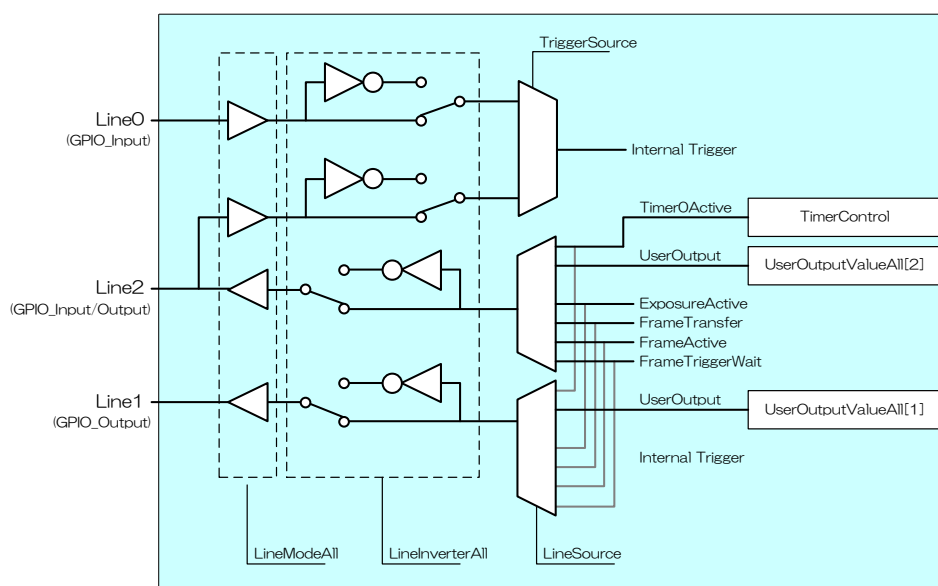 TriggerSource
Line0
(GPIO_Input)
Internal Trigger
Timer0Active
TimerControl
UserOutput
UserOutputValueAll[2]
Line2
(GPIO_Input/Output)
ExposureActive
FrameTransfer
FrameActive
FrameTriggerWait
Line1
(GPIO_Output)
UserOutput
UserOutputValueAll[1]
Internal Trigger
LineModeAll
LineInverterAll
LineSource